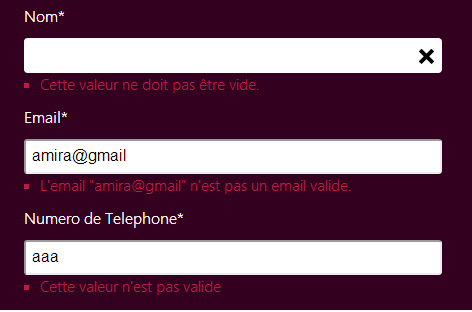 Nom*
Cette valeur ne doit pas être vide.
Email*
amira@gmail
L'email "amira@gmail" n'est pas un email valide.
Numero de Telephone*
aaa
Cette valeur n'est pas valide